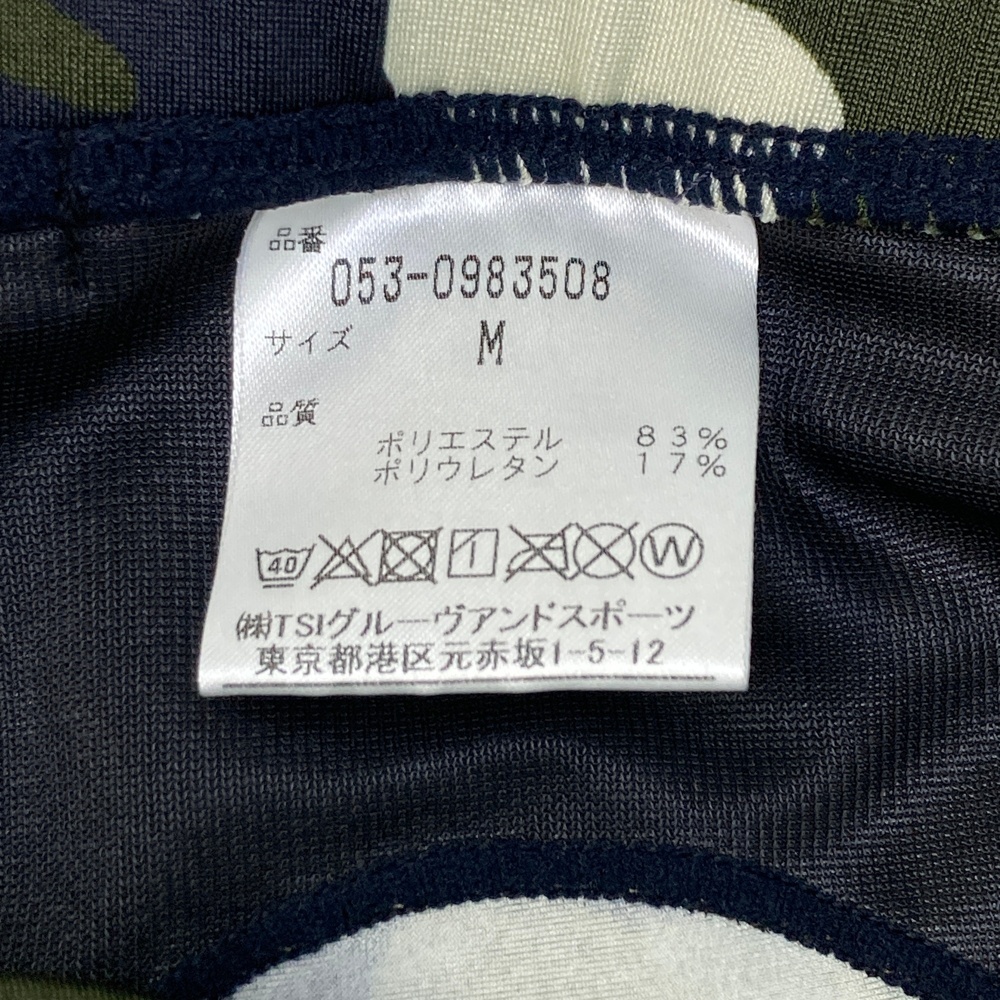 品番
053-0983508
サイズ M
品質
ポリエステル 83%
ポリウレタン 17%
40 W
㈱TSIグルーヴアンドスポーツ
東京都港区元赤坂1-5-12